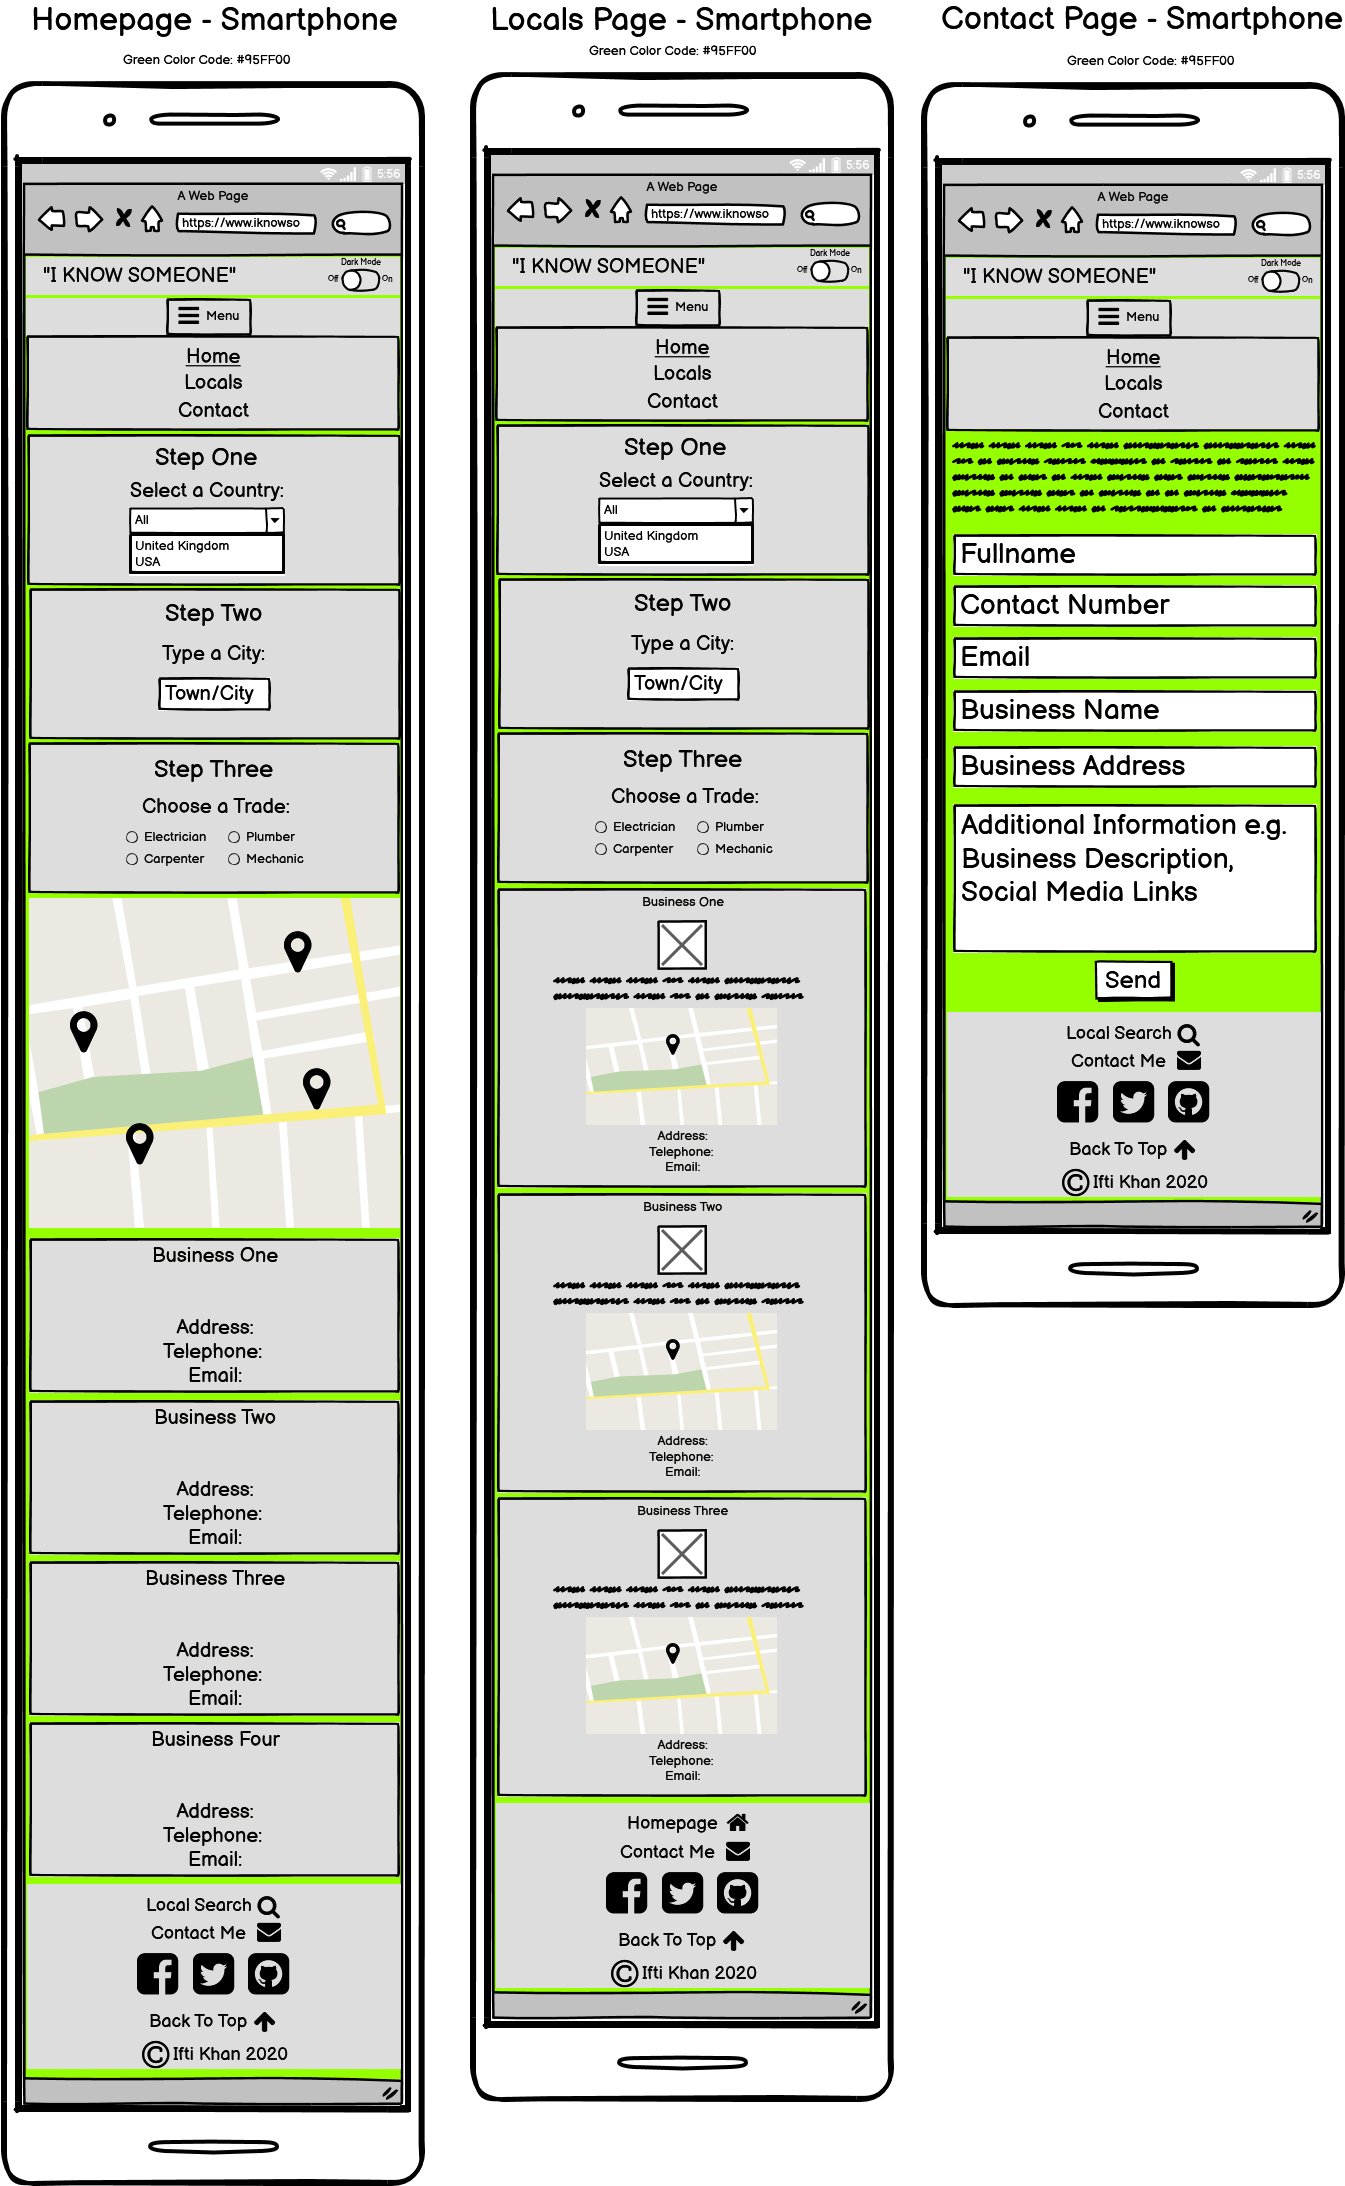 Homepage - Smartphone
Green Color Code: #95FF00
5:56
A Web Page
https://www.iknowso
"I KNOW SOMEONE"
Dark Mode
Off On
Menu
Home
Locals
Contact
Step One
Select a Country:
All
United Kingdom
USA
Step Two
Type a City:
Town/City
Step Three
Choose a Trade:
Electrician Plumber
Carpenter Mechanic
Business One
Address:
Telephone:
Email:
Business Two
Address:
Telephone:
Email:
Business Three
Address:
Telephone:
Email:
Business Four
Address:
Telephone:
Email:
Local Search
Contact Me
Back To Top
© Ifti Khan 2020
Locals Page - Smartphone
Green Color Code: #95FF00
5:56
A Web Page
https://www.iknowso
"I KNOW SOMEONE"
Dark Mode
Off On
Menu
Home
Locals
Contact
Step One
Select a Country:
All
United Kingdom
USA
Step Two
Type a City:
Town/City
Step Three
Choose a Trade:
Electrician Plumber
Carpenter Mechanic
Business One
Address:
Telephone:
Email:
Business Two
Address:
Telephone:
Email:
Business Three
Address:
Telephone:
Email:
Homepage
Contact Me
Back To Top
© Ifti Khan 2020
Contact Page - Smartphone
Green Color Code: #95FF00
5:56
A Web Page
https://www.iknowso
"I KNOW SOMEONE"
Dark Mode
Off On
Menu
Home
Locals
Contact
Fullname
Contact Number
Email
Business Name
Business Address
Additional Information e.g.
Business Description,
Social Media Links
Send
Local Search
Contact Me
Back To Top
© Ifti Khan 2020